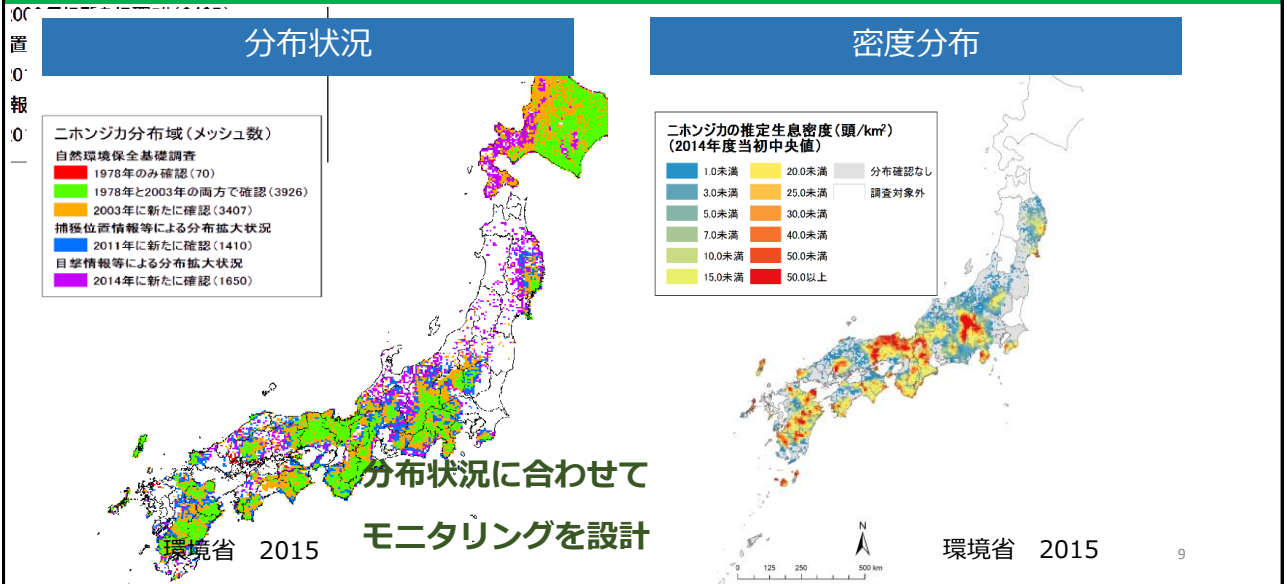 置
報
分布状況
ニホンジカ分布域(メッシュ数)
自然環境保全基礎調査
1978年のみ確認(70)
1978年と2003年の両方で確認(3926)
2003年に新たに確認(3407)
捕獲位置情報等による分布拡大状況
2011年に新たに確認(1410)
目撃情報等による分布拡大状況
2014年に新たに確認(1650)
環境省 2015
分布状況に合わせて
モニタリングを設計
密度分布
ニホンジカの推定生息密度(頭/km²)
(2014年度当初中央値)
1.0未満
3.0未満
5.0未満
7.0未満
10.0未満
15.0未満
20.0未満
25.0未満
30.0未満
40.0未満
50.0未満
50.0以上
分布確認なし
調査対象外
N
0 125 250 500 km
環境省 2015
9